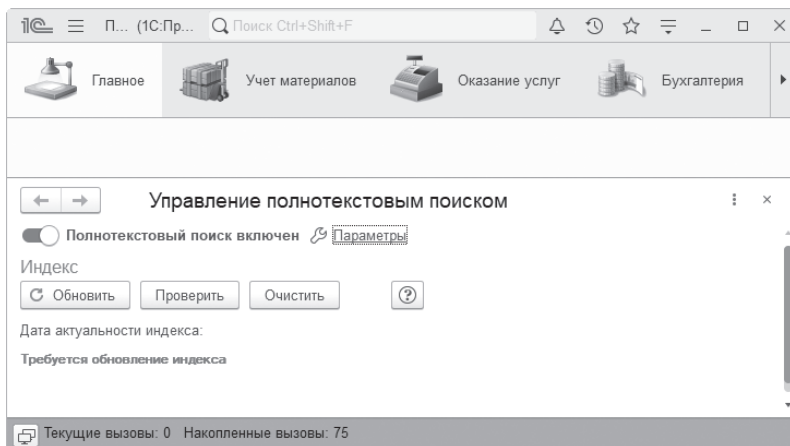 1С П... (1С:Пр... Поиск Ctrl+Shift+F
Главное Учет материалов Оказание услуг Бухгалтерия
Управление полнотекстовым поиском
Полнотекстовый поиск включен Параметры
Индекс
Обновить Проверить Очистить ?
Дата актуальности индекса:
Требуется обновление индекса
Текущие вызовы: 0 Накопленные вызовы: 75